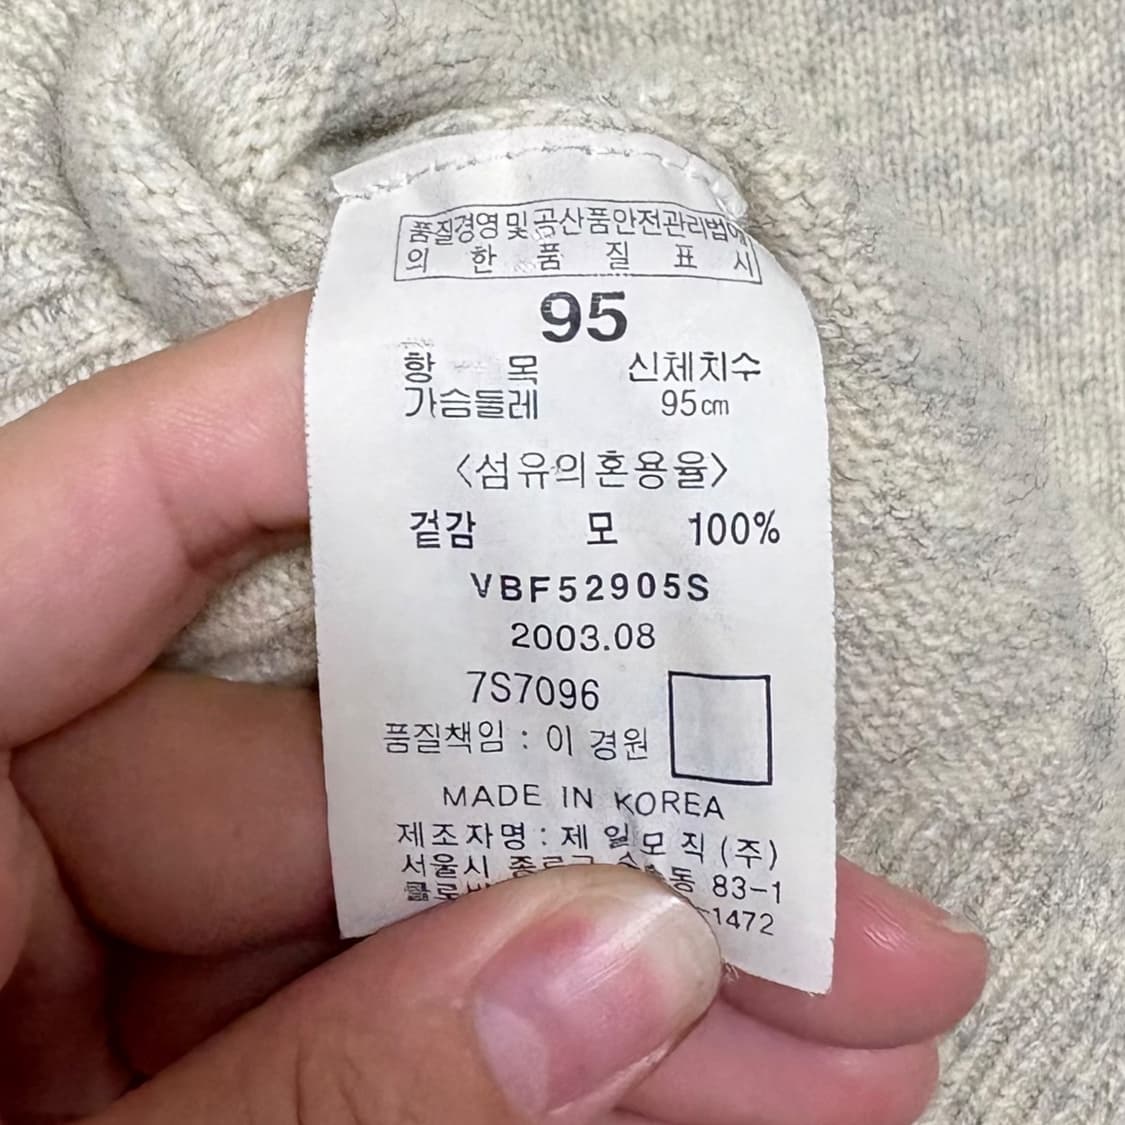 품질경영및공산품안전관리법에
의 한 품 질 표 시
95
항 목 신체치수
가슴둘레 95cm
<섬유의혼용율>
겉감 모 100%
VBF52905S
2003.08
7S7096
품질책임 : 이 경원
MADE IN KOREA
제조자명 : 제일모직(주)
서울시 83-1
-1472